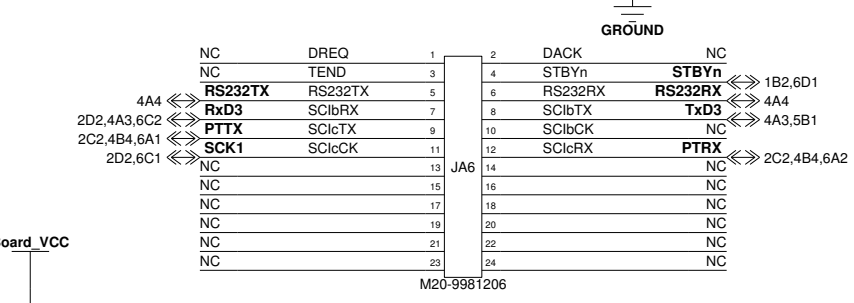 GROUND
NC DREQ 1 2 DACK NC
NC TEND 3 4 STBYn STBYn 1B2,6D1
4A4 RS232TX RS232TX 5 6 RS232RX RS232RX 4A4
2D2,4A3,6C2 RxD3 SCIbRX 7 8 SCIbTX TxD3 4A3,5B1
2C2,4B4,6A1 PTTX SCIcTX 9 10 SCIbCK NC
2D2,6C1 SCK1 SCIcCK 11 12 SCIcRX PTRX 2C2,4B4,6A2
NC 13 JA6 14 NC
NC 15 16 NC
NC 17 18 NC
NC 19 20 NC
NC 21 22 NC
NC 23 24 NC
oard_VCC
M20-9981206